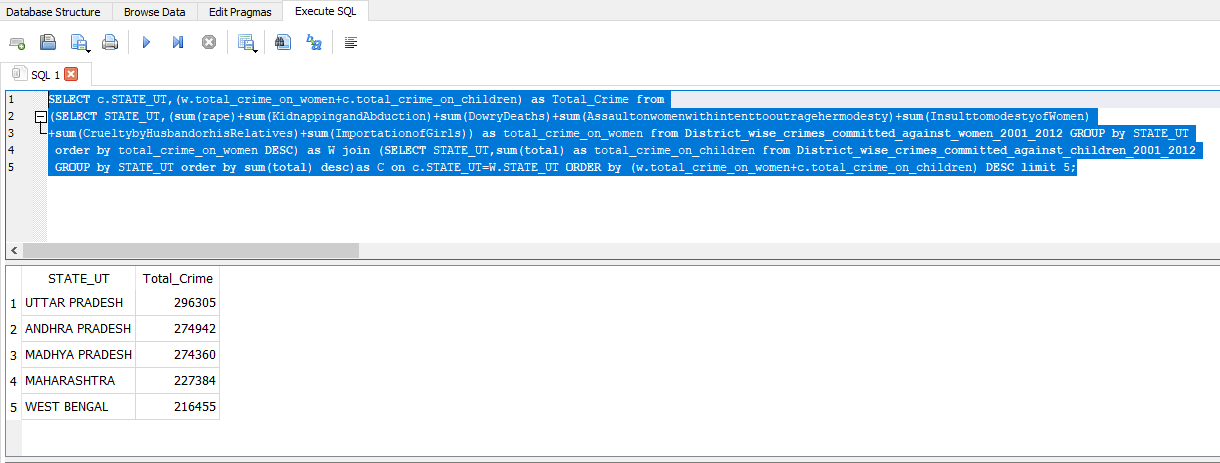 Database Structure Browse Data Edit Pragmas Execute SQL
SQL 1
1 SELECT c.STATE_UT,(w.total_crime_on_women+c.total_crime_on_children) as Total_Crime from
2 (SELECT STATE_UT,(sum(rape)+sum(KidnappingandAbduction)+sum(DowryDeaths)+sum(Assaultonwomenwithintenttooutragehermodesty)+sum(InsulttomodestyofWomen)
3 +sum(CrueltybyHusbandorhisRelatives)+sum(ImportationofGirls)) as total_crime_on_women from District_wise_crimes_committed_against_women_2001_2012 GROUP by STATE_UT
4 order by total_crime_on_women DESC) as W join (SELECT STATE_UT,sum(total) as total_crime_on_children from District_wise_crimes_committed_against_children_2001_2012
5 GROUP by STATE_UT order by sum(total) desc)as C on c.STATE_UT=W.STATE_UT ORDER by (w.total_crime_on_women+c.total_crime_on_children) DESC limit 5;
STATE_UT Total_Crime
1 UTTAR PRADESH 296305
2 ANDHRA PRADESH 274942
3 MADHYA PRADESH 274360
4 MAHARASHTRA 227384
5 WEST BENGAL 216455